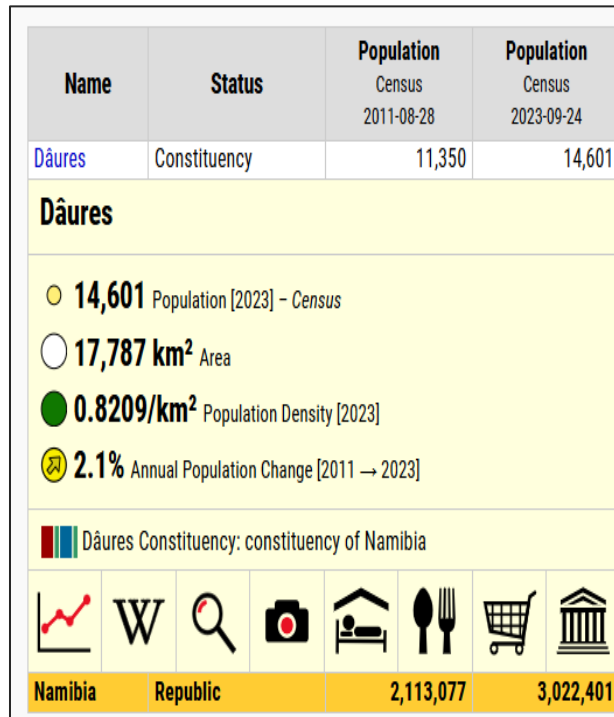 Name Status Population Population
Census Census
2011-08-28 2023-09-24
Dâures Constituency 11,350 14,601
Dâures
14,601 Population [2023] – Census
17,787 km² Area
0.8209/km² Population Density [2023]
2.1% Annual Population Change [2011 → 2023]
Dâures Constituency: constituency of Namibia
W
Namibia Republic 2,113,077 3,022,401